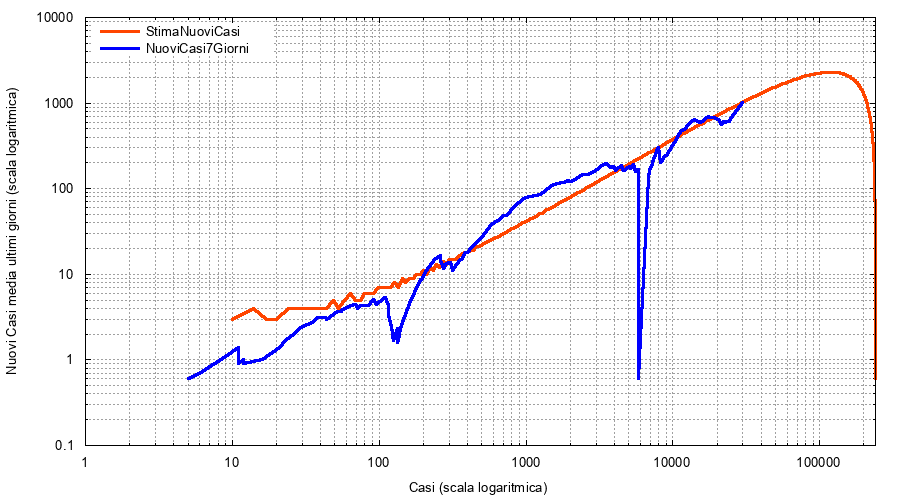 10000
1000
100
10
1
0.1
StimaNuoviCasi
NuoviCasi7Giorni
Nuovi Casi media ultimi giorni (scala logaritmica)
1 10 100 1000 10000 100000
Casi (scala logaritmica)